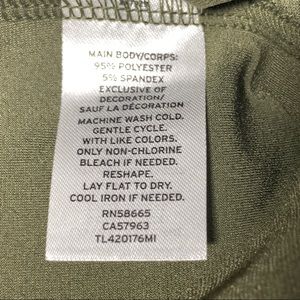 MAIN BODY/CORPS:
95% POLYESTER
5% SPANDEX
EXCLUSIVE OF
DECORATION/
SAUF LA DÉCORATION
MACHINE WASH COLD.
GENTLE CYCLE.
WITH LIKE COLORS.
ONLY NON-CHLORINE
BLEACH IF NEEDED.
RESHAPE.
LAY FLAT TO DRY.
COOL IRON IF NEEDED.
RN58665
CA57963
TL420176MI